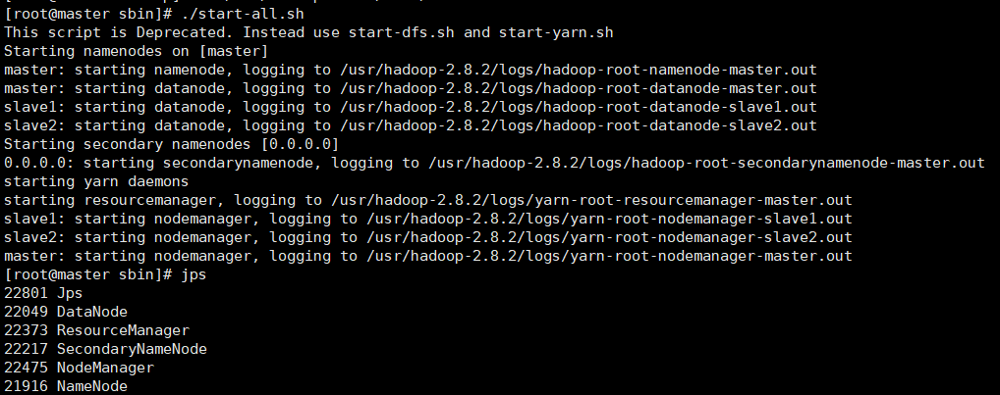 [root@master sbin]# ./start-all.sh
This script is Deprecated. Instead use start-dfs.sh and start-yarn.sh
Starting namenodes on [master]
master: starting namenode, logging to /usr/hadoop-2.8.2/logs/hadoop-root-namenode-master.out
master: starting datanode, logging to /usr/hadoop-2.8.2/logs/hadoop-root-datanode-master.out
slave1: starting datanode, logging to /usr/hadoop-2.8.2/logs/hadoop-root-datanode-slave1.out
slave2: starting datanode, logging to /usr/hadoop-2.8.2/logs/hadoop-root-datanode-slave2.out
Starting secondary namenodes [0.0.0.0]
0.0.0.0: starting secondarynamenode, logging to /usr/hadoop-2.8.2/logs/hadoop-root-secondarynamenode-master.out
starting yarn daemons
starting resourcemanager, logging to /usr/hadoop-2.8.2/logs/yarn-root-resourcemanager-master.out
slave1: starting nodemanager, logging to /usr/hadoop-2.8.2/logs/yarn-root-nodemanager-slave1.out
slave2: starting nodemanager, logging to /usr/hadoop-2.8.2/logs/yarn-root-nodemanager-slave2.out
master: starting nodemanager, logging to /usr/hadoop-2.8.2/logs/yarn-root-nodemanager-master.out
[root@master sbin]# jps
22801 Jps
22049 DataNode
22373 ResourceManager
22217 SecondaryNameNode
22475 NodeManager
21916 NameNode